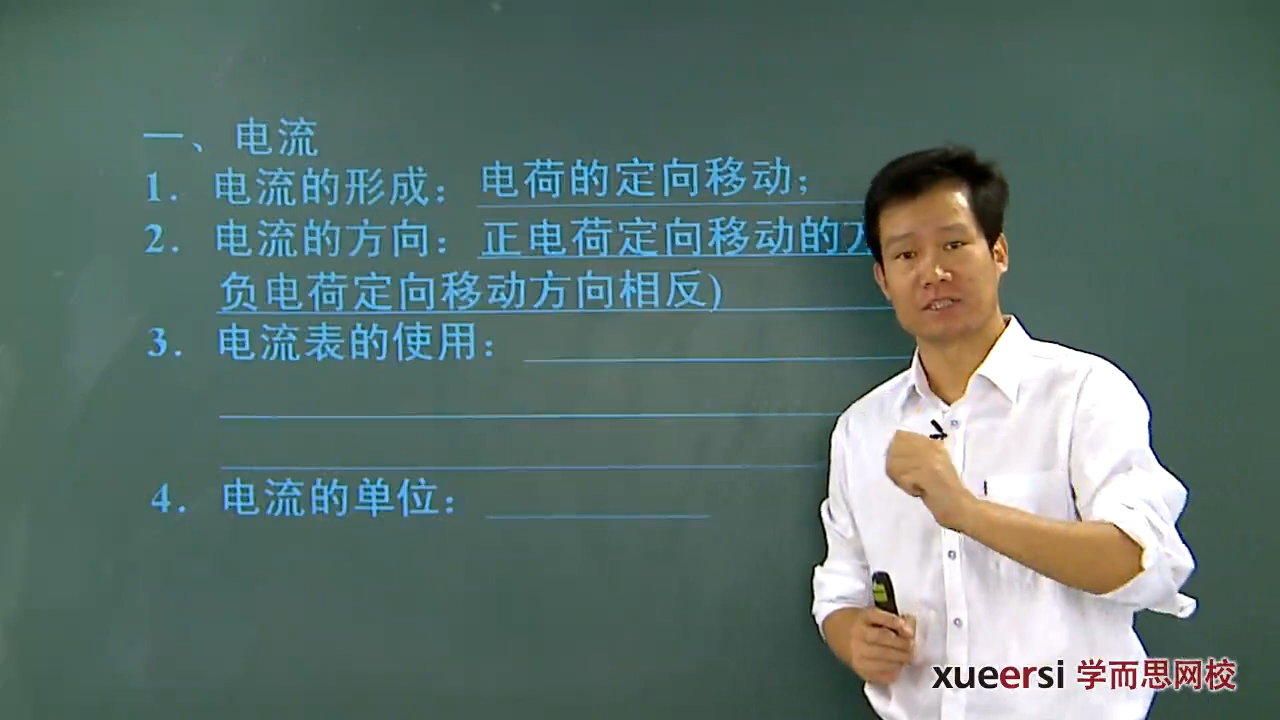 一、电流
1. 电流的形成：电荷的定向移动；
2. 电流的方向：正电荷定向移动的
负电荷定向移动方向相反)
3. 电流表的使用：
4. 电流的单位：
xueersi 学而思网校